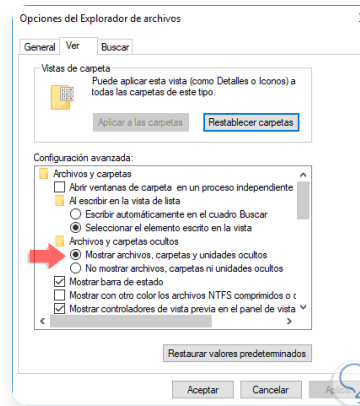 Opciones del Explorador de archivos
General Ver Buscar
Vistas de carpeta
Puede aplicar esta vista (como Detalles o Iconos) a
todas las carpetas de este tipo.
Aplicar a las carpetas Restablecer carpetas
Configuración avanzada:
Archivos y carpetas
Abrir ventanas de carpeta en un proceso independiente
Al escribir en la vista de lista
Escribir automáticamente en el cuadro Buscar
Seleccionar el elemento escrito en la vista
Archivos y carpetas ocultos
Mostrar archivos, carpetas y unidades ocultos
No mostrar archivos, carpetas ni unidades ocultos
Mostrar barra de estado
Mostrar con otro color los archivos NTFS comprimidos o c
Mostrar controladores de vista previa en el panel de vista
Restaurar valores predeterminados
Aceptar Cancelar